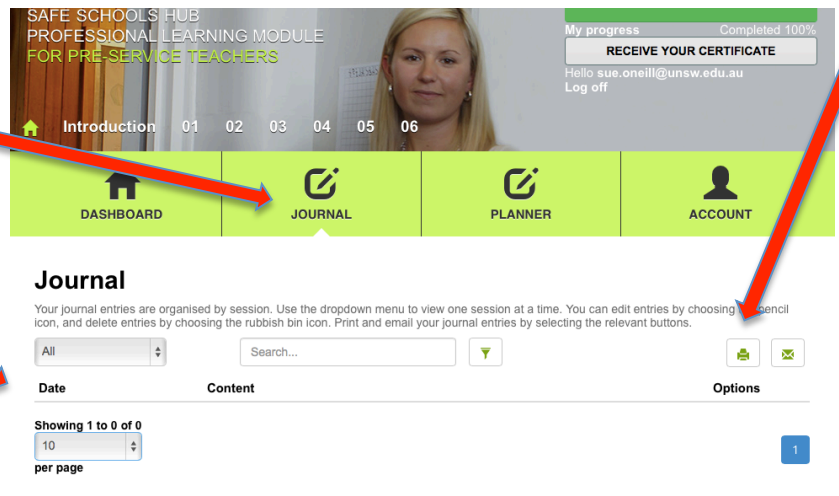 SAFE SCHOOLS HUB
PROFESSIONAL LEARNING MODULE
FOR PRE-SERVICE TEACHERS
My progress Completed 100%
RECEIVE YOUR CERTIFICATE
Hello sue.oneill@unsw.edu.au
Log off
Introduction 01 02 03 04 05 06
DASHBOARD JOURNAL PLANNER ACCOUNT
Journal
Your journal entries are organised by session. Use the dropdown menu to view one session at a time. You can edit entries by choosing pencil
icon, and delete entries by choosing the rubbish bin icon. Print and email your journal entries by selecting the relevant buttons.
All Search...
Date Content Options
Showing 1 to 0 of 0
10 1
per page